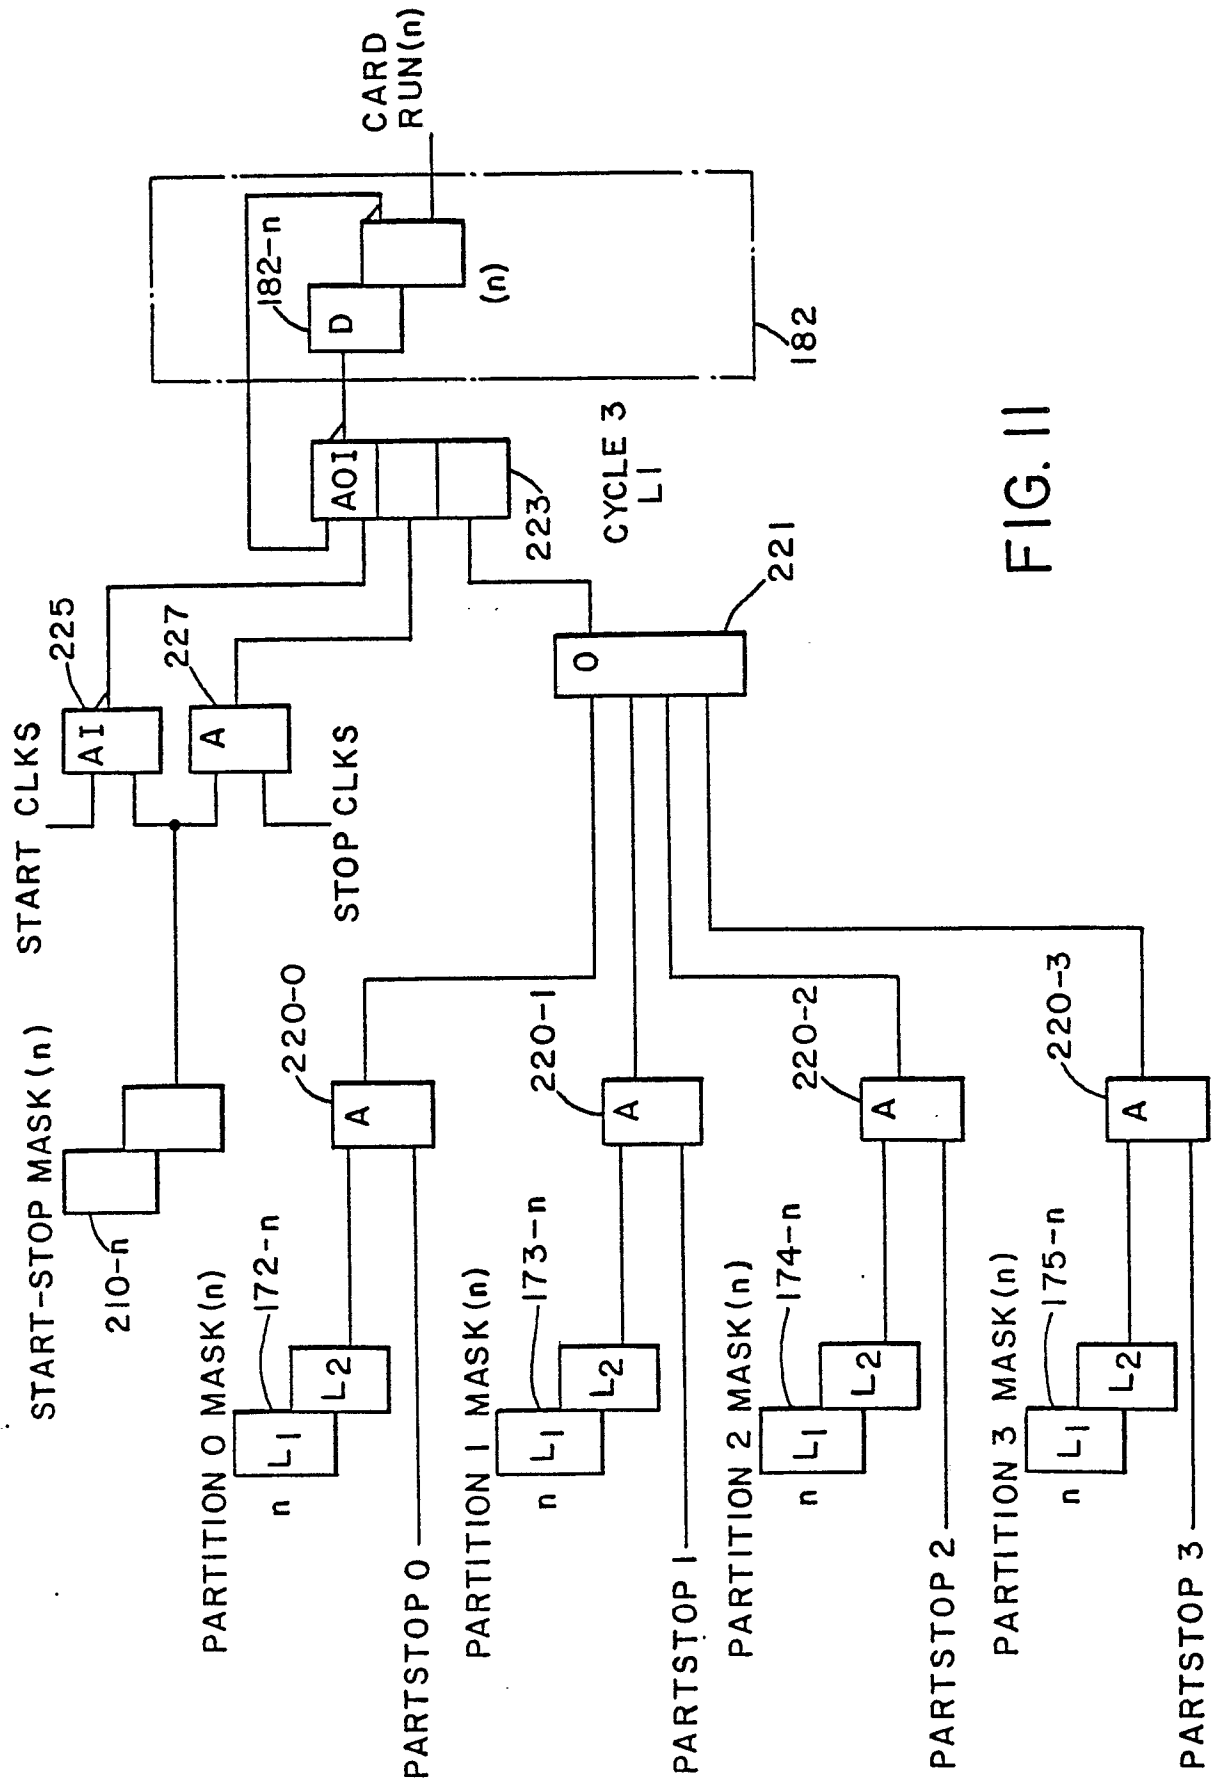 START-STOP MASK(n)
210-n
START CLKS
AI
225
A
227
STOP CLKS
PARTITION 0 MASK(n)
172-n
L1
L2
n
PARTSTOP 0
A
220-0
PARTITION 1 MASK(n)
173-n
L1
L2
n
PARTSTOP 1
A
220-1
PARTITION 2 MASK(n)
174-n
L1
L2
n
PARTSTOP 2
A
220-2
PARTITION 3 MASK(n)
175-n
L1
L2
n
PARTSTOP 3
A
220-3
O
221
AOI
223
CYCLE 3
L1
D
182-n
(n)
182
CARD
RUN(n)
FIG. 11